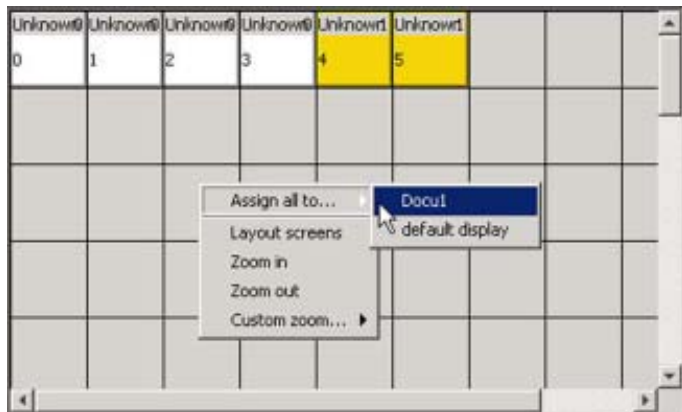 Unknown0 Unknown0 Unknown0 Unknown0 Unknown1 Unknown1
0 1 2 3 4 5
Assign all to... Docu1
Layout screens default display
Zoom in
Zoom out
Custom zoom...